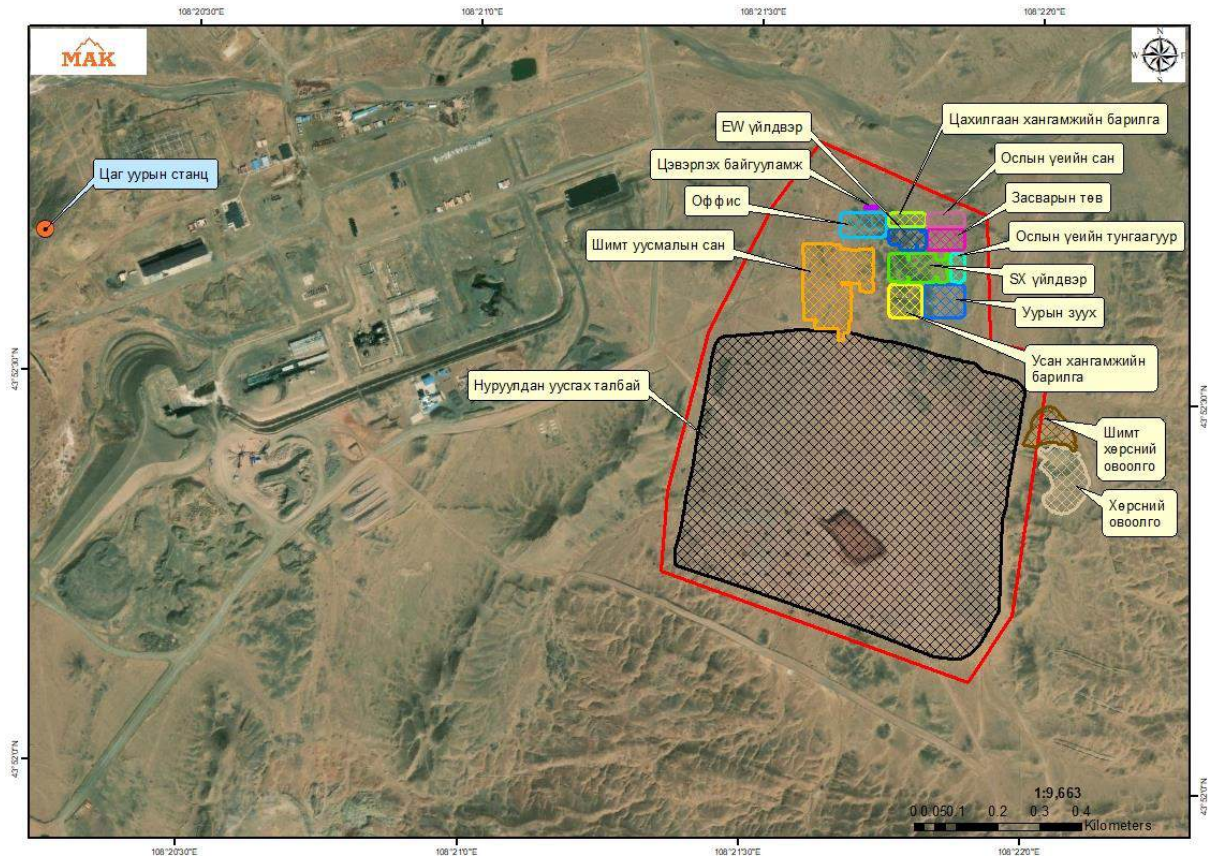 108°20'30"E
108°21'0"E
108°21'30"E
108°22'0"E
МАК
N
W
E
S
EW үйлдвэр
Цахилгаан хангамжийн барилга
Цэвэрлэх байгууламж
Ослын үеийн сан
Цаг уурын станц
Оффис
Засварын төв
Шимт уусмалын сан
Ослын үеийн тунгаагуур
SX үйлдвэр
Уурын зуух
Усан хангамжийн
барилга
43°52'30"N
43°52'30"N
Нуруулдан уусгах талбай
Шимт
хөрсний
овоолго
Хөрсний
овоолго
43°52'0"N
43°52'0"N
1:9,663
0 0.05 0.1 0.2 0.3 0.4
Kilometers
108°20'30"E
108°21'0"E
108°21'30"E
108°22'0"E